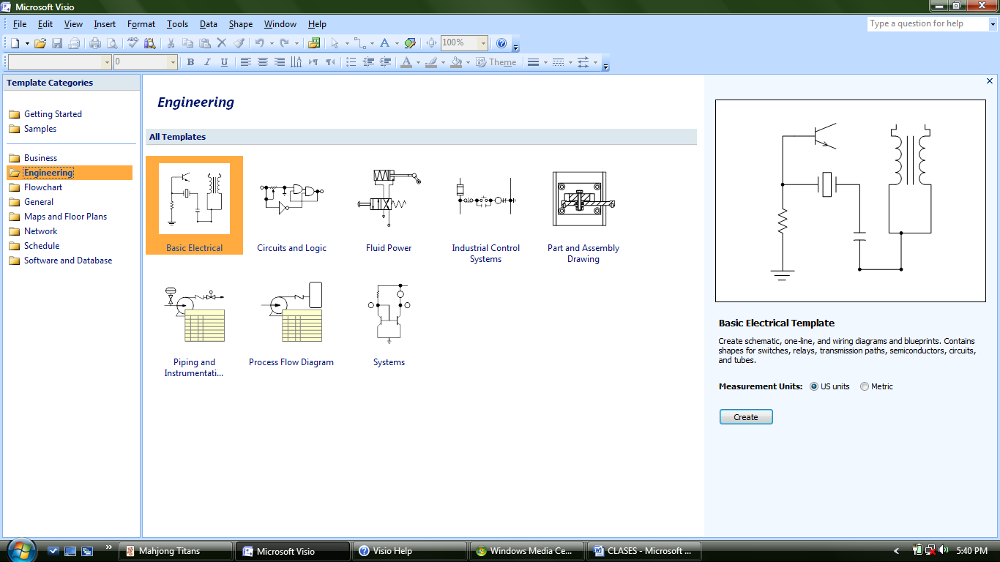 Microsoft Visio
File Edit View Insert Format Tools Data Shape Window Help
Type a question for help
100%
0
B I U
Theme
Template Categories
Getting Started
Samples
Business
Engineering
Flowchart
General
Maps and Floor Plans
Network
Schedule
Software and Database
Engineering
All Templates
Basic Electrical
Circuits and Logic
Fluid Power
Industrial Control
Systems
Part and Assembly
Drawing
Piping and
Instrumentati...
Process Flow Diagram
Systems
Basic Electrical Template
Create schematic, one-line, and wiring diagrams and blueprints. Contains
shapes for switches, relays, transmission paths, semiconductors, circuits,
and tubes.
Measurement Units: US units Metric
Create
Mahjong Titans
Microsoft Visio
Visio Help
Windows Media Ce...
CLASES - Microsoft ...
5:40 PM